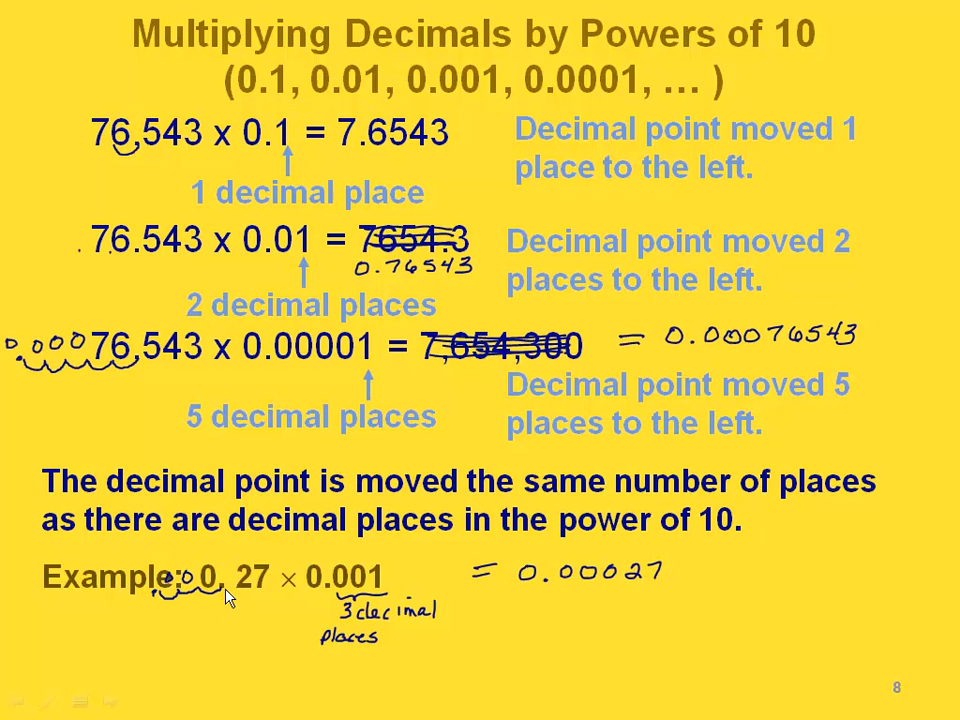 Multiplying Decimals by Powers of 10
(0.1, 0.01, 0.001, 0.0001, … )
76.543 x 0.1 = 7.6543
Decimal point moved 1
place to the left.
1 decimal place
76.543 x 0.01 = 7654.3
0.76543
Decimal point moved 2
places to the left.
2 decimal places
0.000 76.543 x 0.00001 = 7,654,300 = 0.00076543
Decimal point moved 5
places to the left.
5 decimal places
The decimal point is moved the same number of places
as there are decimal places in the power of 10.
Example: 0. 27 × 0.001 = 0.00027
00
3 decimal
places
8